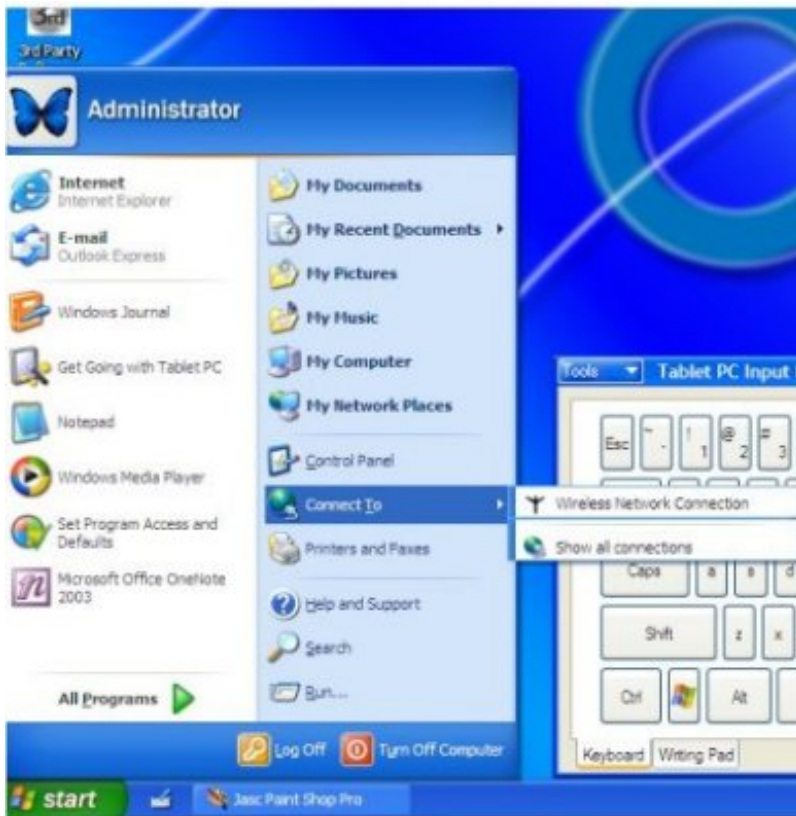 3rd Party
Administrator
Internet
Internet Explorer
E-mail
Outlook Express
Windows Journal
Get Going with Tablet PC
Notepad
Windows Media Player
Set Program Access and
Defaults
Microsoft Office OneNote
2003
All Programs
My Documents
My Recent Documents
My Pictures
My Music
My Computer
My Network Places
Control Panel
Connect To
Printers and Faxes
Help and Support
Search
Run...
Wireless Network Connection
Show all connections
Log Off
Turn Off Computer
Tools Tablet PC Input
Esc ~ - ! 1 @ 2 # 3
Caps a s d
Shift z x
Ctrl Alt
Keyboard Writing Pad
start
Jasc Paint Shop Pro